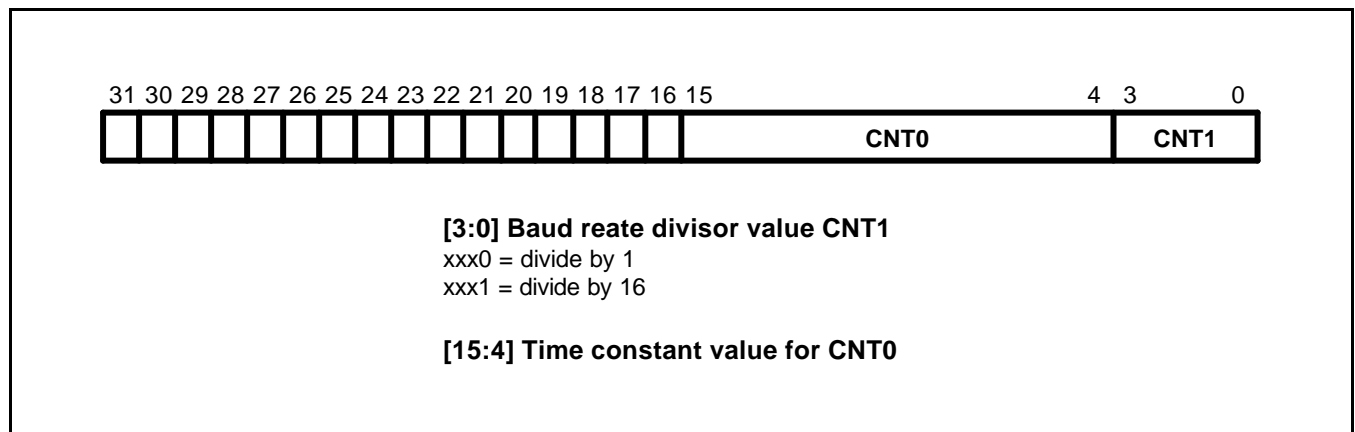 31 30 29 28 27 26 25 24 23 22 21 20 19 18 17 16 15 4 3 0
CNT0 CNT1
[3:0] Baud reate divisor value CNT1
xxx0 = divide by 1
xxx1 = divide by 16
[15:4] Time constant value for CNT0